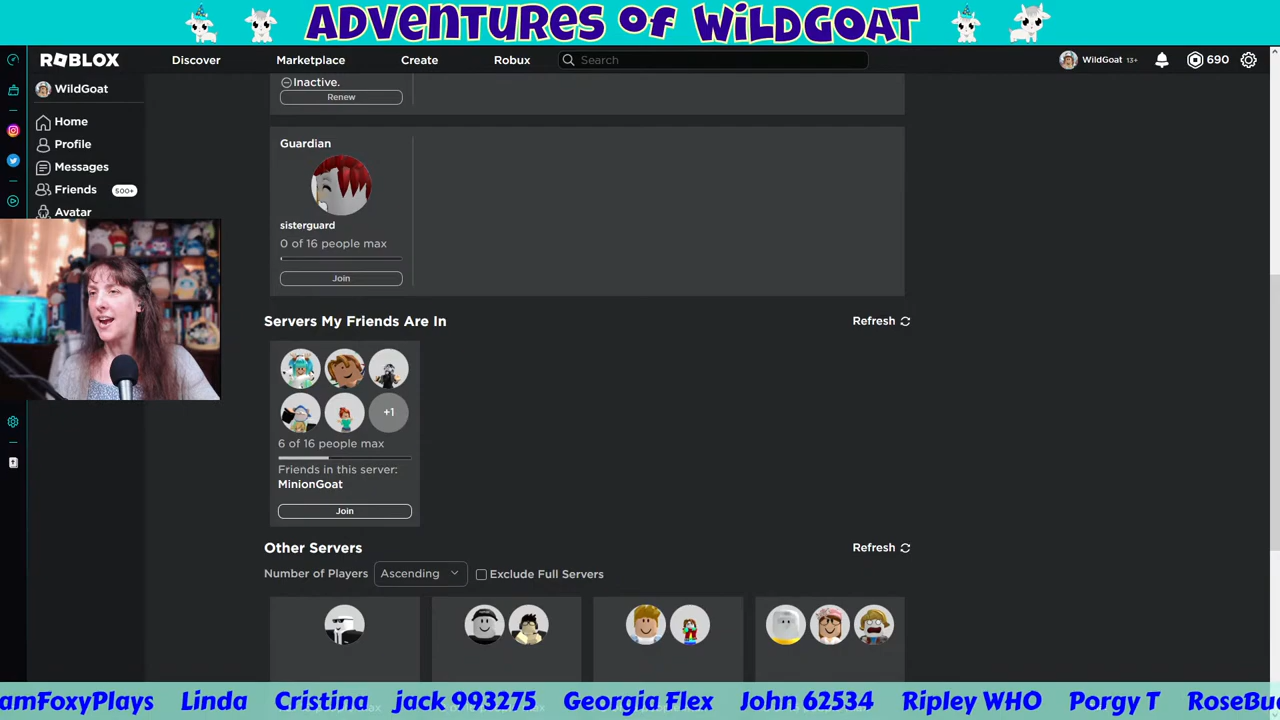 ADVENTURES OF WILDGOAT
ROBLOX
Discover
Marketplace
Create
Robux
Search
WildGoat 13+
690
WildGoat
Home
Profile
Messages
Friends 500+
Avatar
Inactive.
Renew
Guardian
sisterguard
0 of 16 people max
Join
Servers My Friends Are In
Refresh
+1
6 of 16 people max
Friends in this server:
MinionGoat
Join
Other Servers
Refresh
Number of Players Ascending Exclude Full Servers
amFoxyPlays Linda Cristina jack 993275 Georgia Flex John 62534 Ripley WHO Porgy T RoseBu